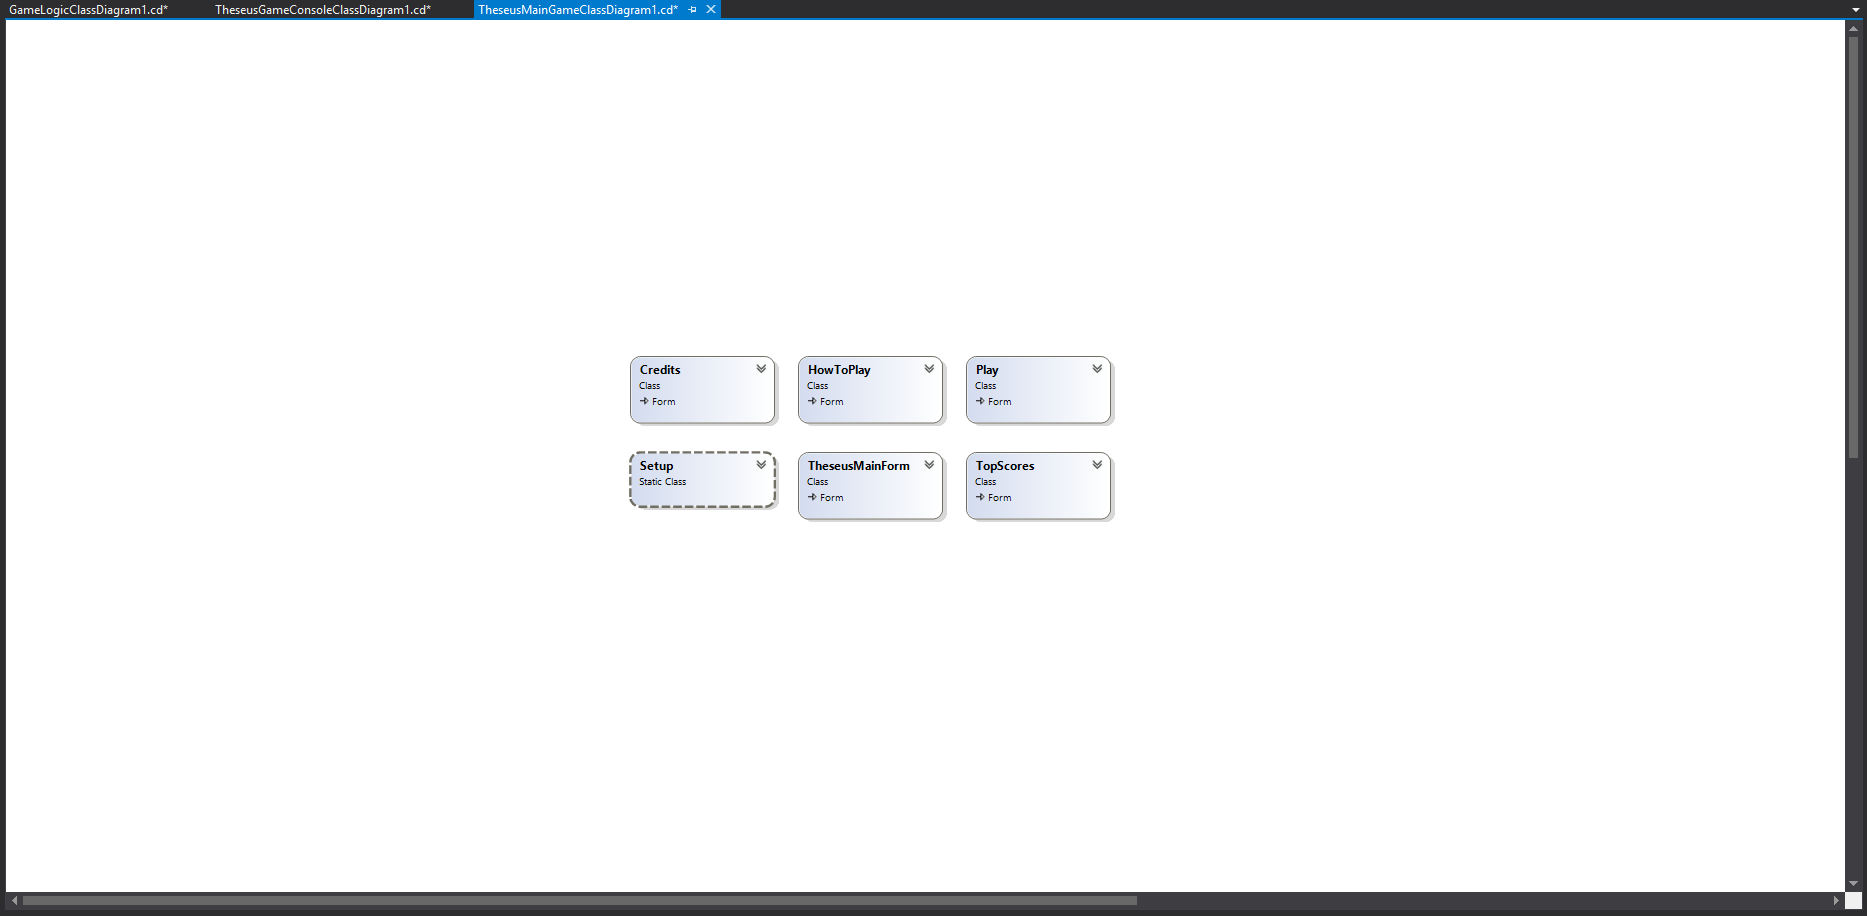 GameLogicClassDiagram1.cd* TheseusGameConsoleClassDiagram1.cd* TheseusMainGameClassDiagram1.cd*
Credits
Class
Form
HowToPlay
Class
Form
Play
Class
Form
Setup
Static Class
TheseusMainForm
Class
Form
TopScores
Class
Form